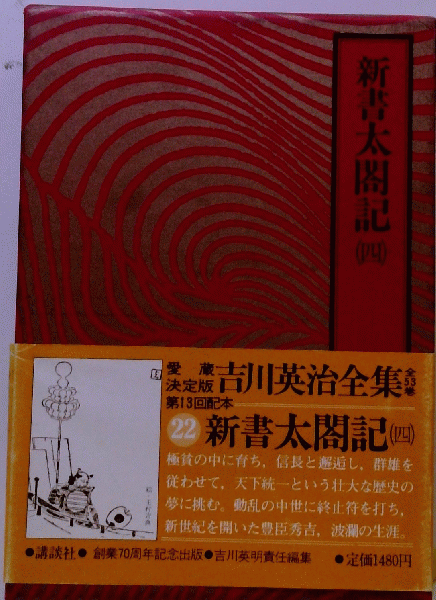 新書太閤記
(四)
愛蔵
決定版
吉川英治全集
全53巻
第13回配本
22 新書太閤記(四)
極貧の中に育ち，信長と邂逅し，群雄を
従わせて，天下統一という壮大な歴史の
夢に挑む。動乱の中世に終止符を打ち，
新世紀を開いた豊臣秀吉，波瀾の生涯。
●講談社● 創業70周年記念出版●吉川英明責任編集 ●定価1480円